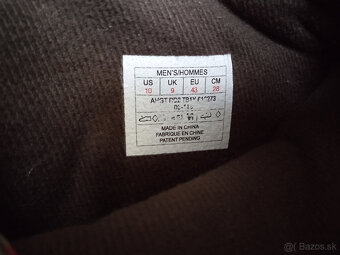 MEN'S/HOMMES
US UK EU CM
10 9 43 28
MADE IN CHINA
FABRIQUE EN CHINE
PATENT PENDING
Bazos.sk